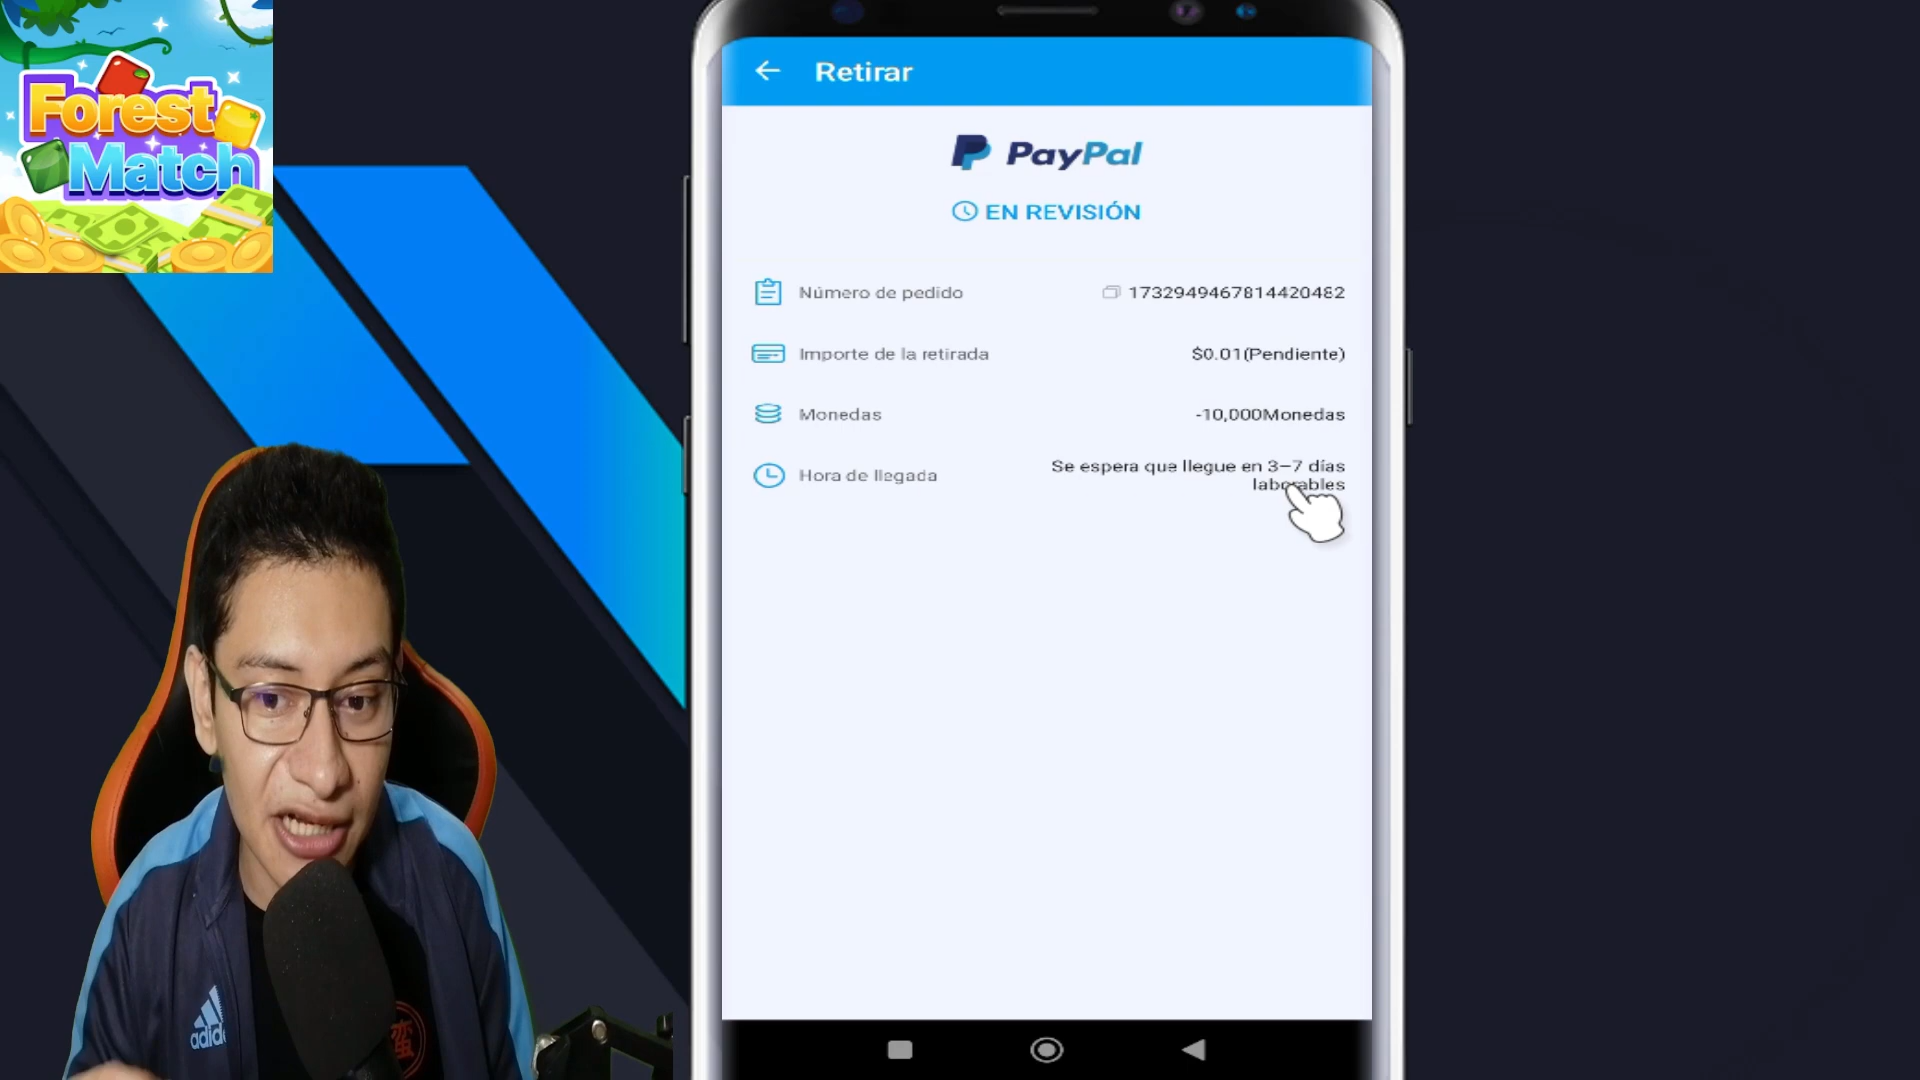 Forest
Match
Retirar
PayPal
EN REVISIÓN
Número de pedido 1732949467814420482
Importe de la retirada $0.01(Pendiente)
Monedas -10,000Monedas
Hora de llegada Se espera que llegue en 3–7 días
laborables
adidas
蛮